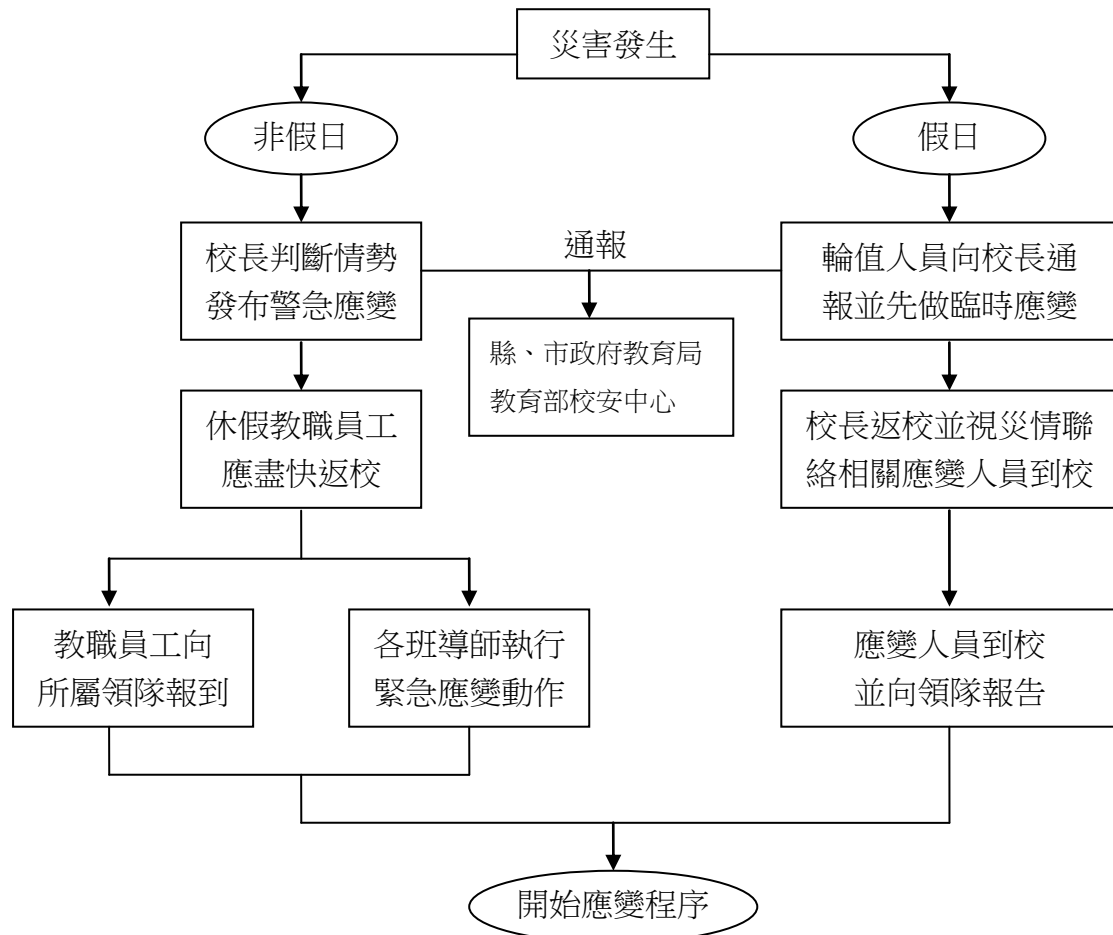 災害發生
非假日
假日
校長判斷情勢
發布警急應變
通報
輪值人員向校長通
報並先做臨時應變
縣、市政府教育局
教育部校安中心
休假教職員工
應盡快返校
校長返校並視災情聯
絡相關應變人員到校
教職員工向
所屬領隊報到
各班導師執行
緊急應變動作
應變人員到校
並向領隊報告
開始應變程序